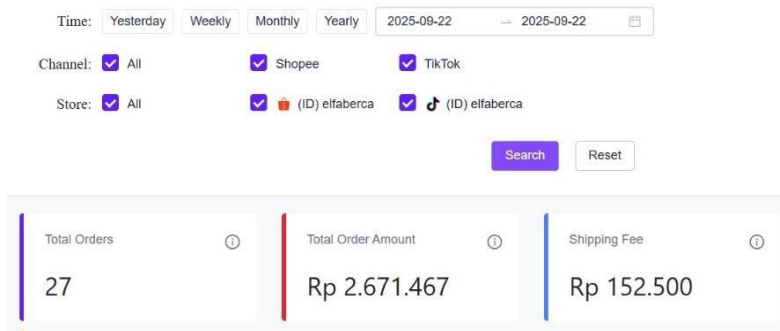 Time: Yesterday Weekly Monthly Yearly 2025-09-22 → 2025-09-22
Channel: All Shopee TikTok
Store: All (ID) elfaberca (ID) elfaberca
Search Reset
Total Orders Total Order Amount Shipping Fee
27 Rp 2.671.467 Rp 152.500